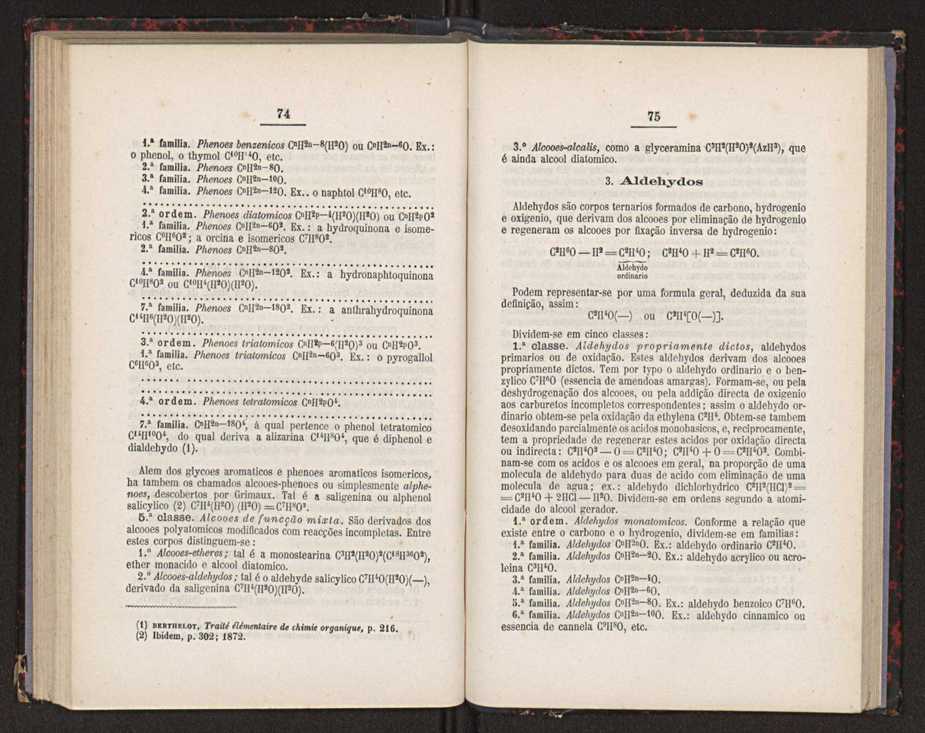 74
1.ª familia. Phenoes benzenicos CⁿH²ⁿ⁻⁸(H²O) ou CⁿH²ⁿ⁻⁶O. Ex.:
o phenol, o thymol C¹⁰H¹⁴O, etc.
2.ª familia. Phenoes CⁿH²ⁿ⁻⁸O.
3.ª familia. Phenoes CⁿH²ⁿ⁻¹⁰O.
4.ª familia. Phenoes CⁿH²ⁿ⁻¹²O. Ex.. o naphtol C¹⁰H⁸O, etc.
2.ª ordem. Phenoes diatomicos CⁿH²ᵖ⁻⁴(H²O)(H²O) ou CⁿH²ᵖO²
1.ª familia. Phenoes CⁿH²ⁿ⁻⁶O². Ex.: a hydroquinona e isome-
ricos C⁶H⁶O²; a orcina e isomericos C⁷H⁸O².
2.ª familia. Phenoes CⁿH²ⁿ⁻⁸O².
4.ª familia. Phenoes CⁿH²ⁿ⁻¹²O². Ex.: a hydronaphtoquinona
C¹⁰H⁸O² ou C¹⁰H⁴(H²O)(H²O).
7.ª familia. Phenoes CⁿH²ⁿ⁻¹⁸O². Ex.: a anthrahydroquinona
C¹⁴H⁶(H²O)(H²O).
3.ª ordem. Phenoes triatomicos CⁿH²ᵖ⁻⁶(H²O)³ ou CⁿH²ᵖO³.
1.ª familia. Phenoes triatomicos CⁿH²ⁿ⁻⁶O³. Ex.: o pyrogallol
C⁶H⁶O³, etc.
4.ª ordem. Phenoes tetratomicos CⁿH²ᵖO⁴.
7.ª familia. CⁿH²ⁿ⁻¹⁸O⁴, á qual pertence o phenol tetratomico
C¹⁴H¹⁰O⁴, do qual deriva a alizarina C¹⁴H⁸O⁴, que é diphenol e
dialdehydo (1).
Alem dos glycoes aromaticos e phenoes aromaticos isomericos,
ha tambem os chamados alcooes-phenoes ou simplesmente alphe-
noes, descobertos por Grimaux. Tal é a saligenina ou alphenol
salicylico (2) C⁷H⁴(H²O) (H²O) = C⁷H⁸O².
5.ª classe. Alcooes de funcção mixta. São derivados dos
alcooes polyatomicos modificados com reacções incompletas. Entre
estes corpos distinguem-se:
1.º Alcooes-etheros; tal é a monostearina C³H²(H²O)²(C¹⁸H³⁶O²),
ether monacido e alcool diatomico.
2.º Alcooes-aldehydos; tal é o aldehyde salicylico C⁷H⁴O(H²O)(—),
derivado da saligenina C⁷H⁴(H²O)(H²O).
(1) BERTHELOT, Traité élémentaire de chimie organique, p. 216.
(2) Ibidem, p. 302; 1872.
75
3.º Alcooes-alcalis, como a glyceramina C³H²(H²O)²(AzH³), que
é ainda alcool diatomico.
3. Aldehydos
Aldehydos são corpos ternarios formados de carbono, hydrogenio
e oxigenio, que derivam dos alcooes por eliminação de hydrogenio
e regeneram os alcooes por fixação inversa de hydrogenio:
C²H⁶O — H² = C²H⁴O; C²H⁴O + H² = C²H⁶O.
Aldehydo
ordinario
Podem representar-se por uma formula geral, deduzida da sua
definição, assim:
C²H⁴O(—) ou C²H⁴[O(—)].
Dividem-se em cinco classes:
1.ª classe. Aldehydos propriamente dictos, aldehydos
primarios ou de oxidação. Estes aldehydos derivam dos alcooes
propriamente dictos. Tem por typo o aldehydo ordinario e o ben-
zylico C⁷H⁶O (essencia de amendoas amargas). Formam-se, ou pela
deshydrogenação dos alcooes, ou pela addição directa de oxigenio
aos carburetos incompletos correspondentes; assim o aldehydo or-
dinario obtem-se pela oxidação da ethylena C²H⁴. Obtem-se tambem
desoxidando parcialmente os acidos monobasicos, e, reciprocamente,
tem a propriedade de regenerar estes acidos por oxidação directa
ou indirecta: C²H⁴O² — O = C²H⁴O; C²H⁴O + O = C²H⁴O². Combi-
nam-se com os acidos e os alcooes em geral, na proporção de uma
molecula de aldehydo para duas de acido com eliminação de uma
molecula de agua; ex.: aldehydo dichlorhydrico C²H²(HCl)² =
= C²H⁴O + 2HCl — H²O. Dividem-se em ordens segundo a atomi-
cidade do alcool gerador.
1.ª ordem. Aldehydos monatomicos. Conforme a relação que
existe entre o carbono e o hydrogenio, dividem-se em familias:
1.ª familia. Aldehydos CⁿH²ⁿO. Ex.: aldehydo ordinario C²H⁴O.
2.ª familia. Aldehydos CⁿH²ⁿ⁻²O. Ex.: aldehydo acrylico ou acro-
leina C³H⁴O.
3.ª familia. Aldehydos CⁿH²ⁿ⁻⁴O.
4.ª familia. Aldehydos CⁿH²ⁿ⁻⁶O.
5.ª familia. Aldehydos CⁿH²ⁿ⁻⁸O. Ex.: aldehydo benzoico C⁷H⁶O.
6.ª familia. Aldehydos CⁿH²ⁿ⁻¹⁰O. Ex.: aldehydo cinnamico ou
essencia de cannela C⁹H⁸O, etc.